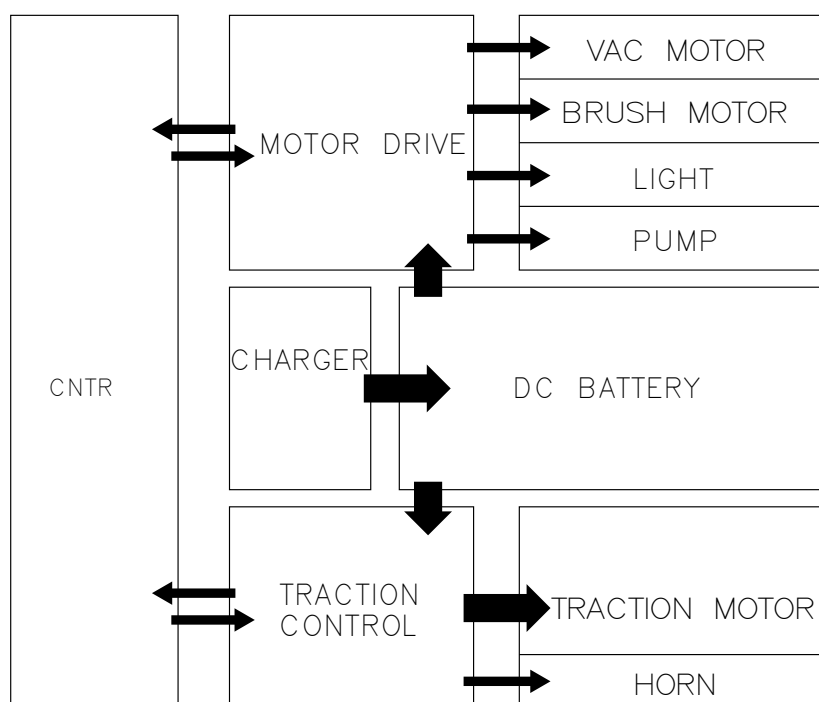 VAC MOTOR
BRUSH MOTOR
MOTOR DRIVE
LIGHT
PUMP
CHARGER
CNTR
DC BATTERY
TRACTION
CONTROL
TRACTION MOTOR
HORN